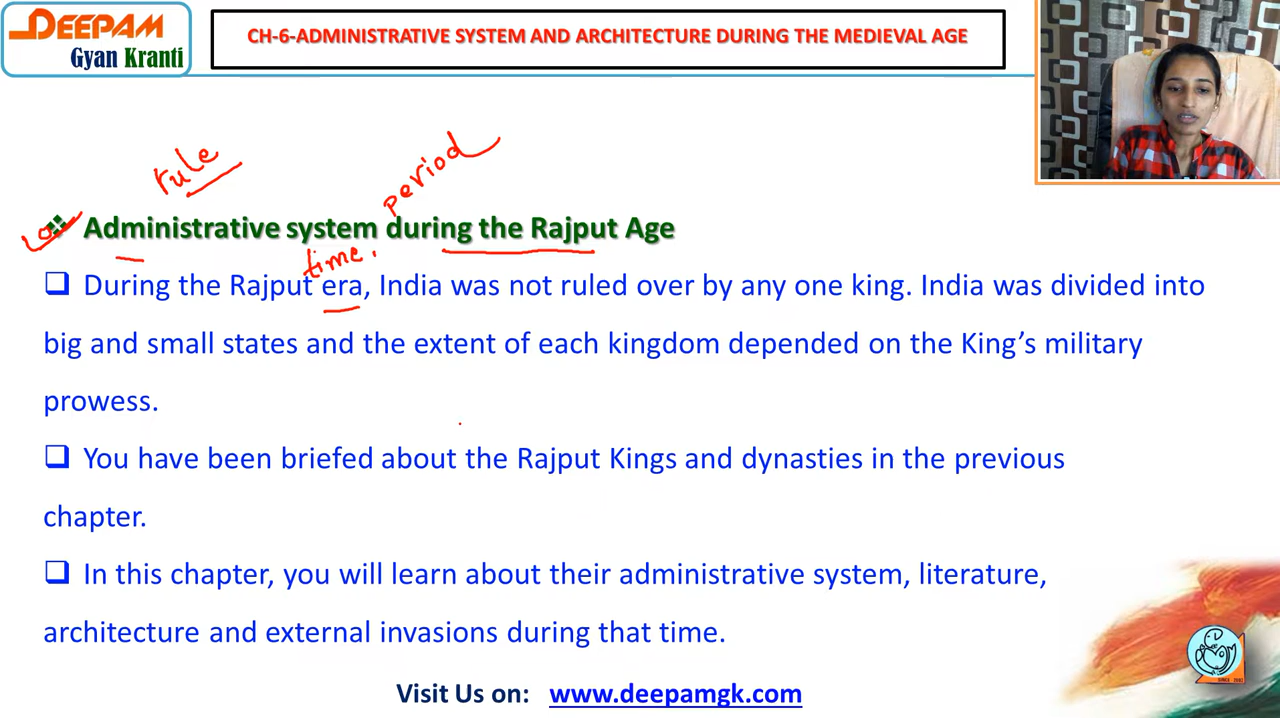 DEEPAM
Gyan Kranti
CH-6-ADMINISTRATIVE SYSTEM AND ARCHITECTURE DURING THE MEDIEVAL AGE
rule
period
❖ Administrative system during the Rajput Age
time.
❑ During the Rajput era, India was not ruled over by any one king. India was divided into
big and small states and the extent of each kingdom depended on the King’s military
prowess.
❑ You have been briefed about the Rajput Kings and dynasties in the previous
chapter.
❑ In this chapter, you will learn about their administrative system, literature,
architecture and external invasions during that time.
Visit Us on: www.deepamgk.com